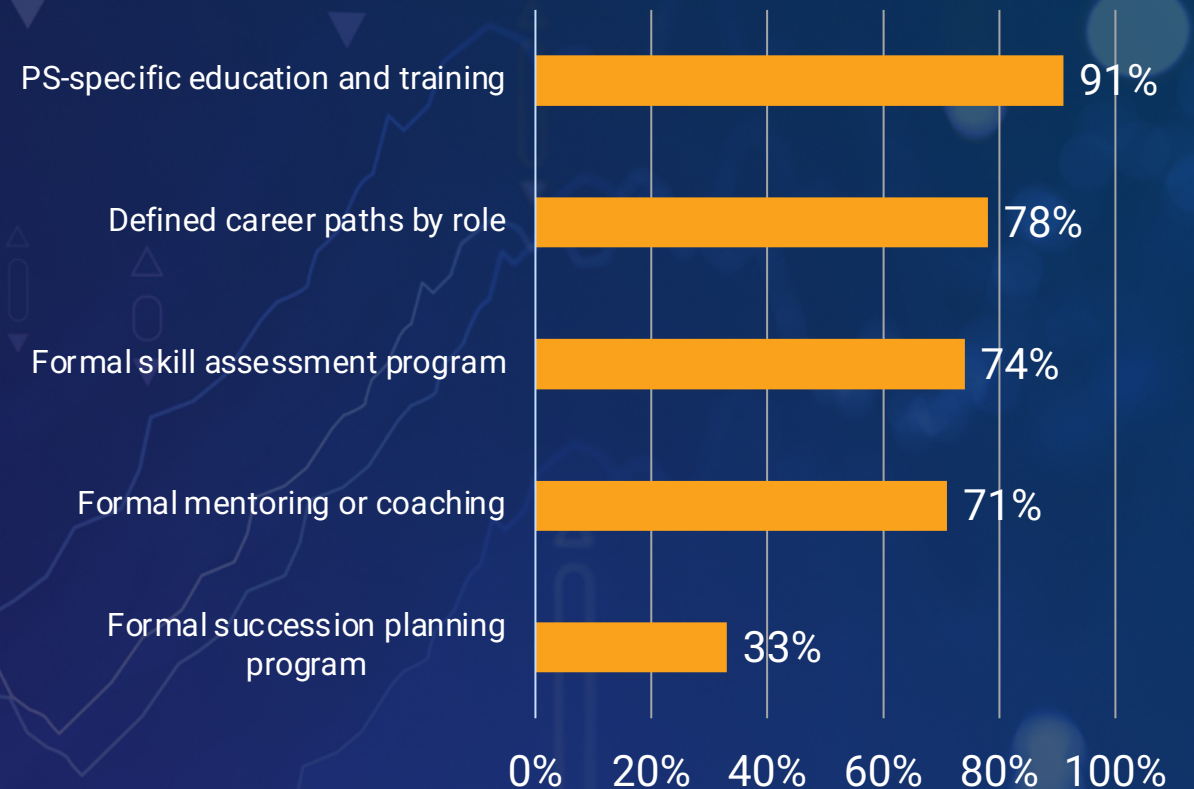 PS-specific education and training
91%
Defined career paths by role
78%
Formal skill assessment program
74%
Formal mentoring or coaching
71%
Formal succession planning
program
33%
0% 20% 40% 60% 80% 100%